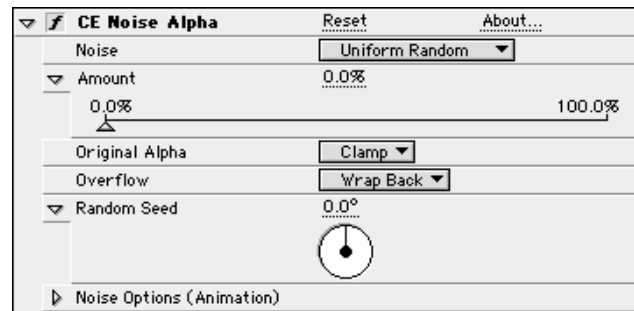 CE Noise Alpha Reset About...
Noise Uniform Random
Amount 0.0%
0.0% 100.0%
Original Alpha Clamp
Overflow Wrap Back
Random Seed 0.0°
Noise Options (Animation)